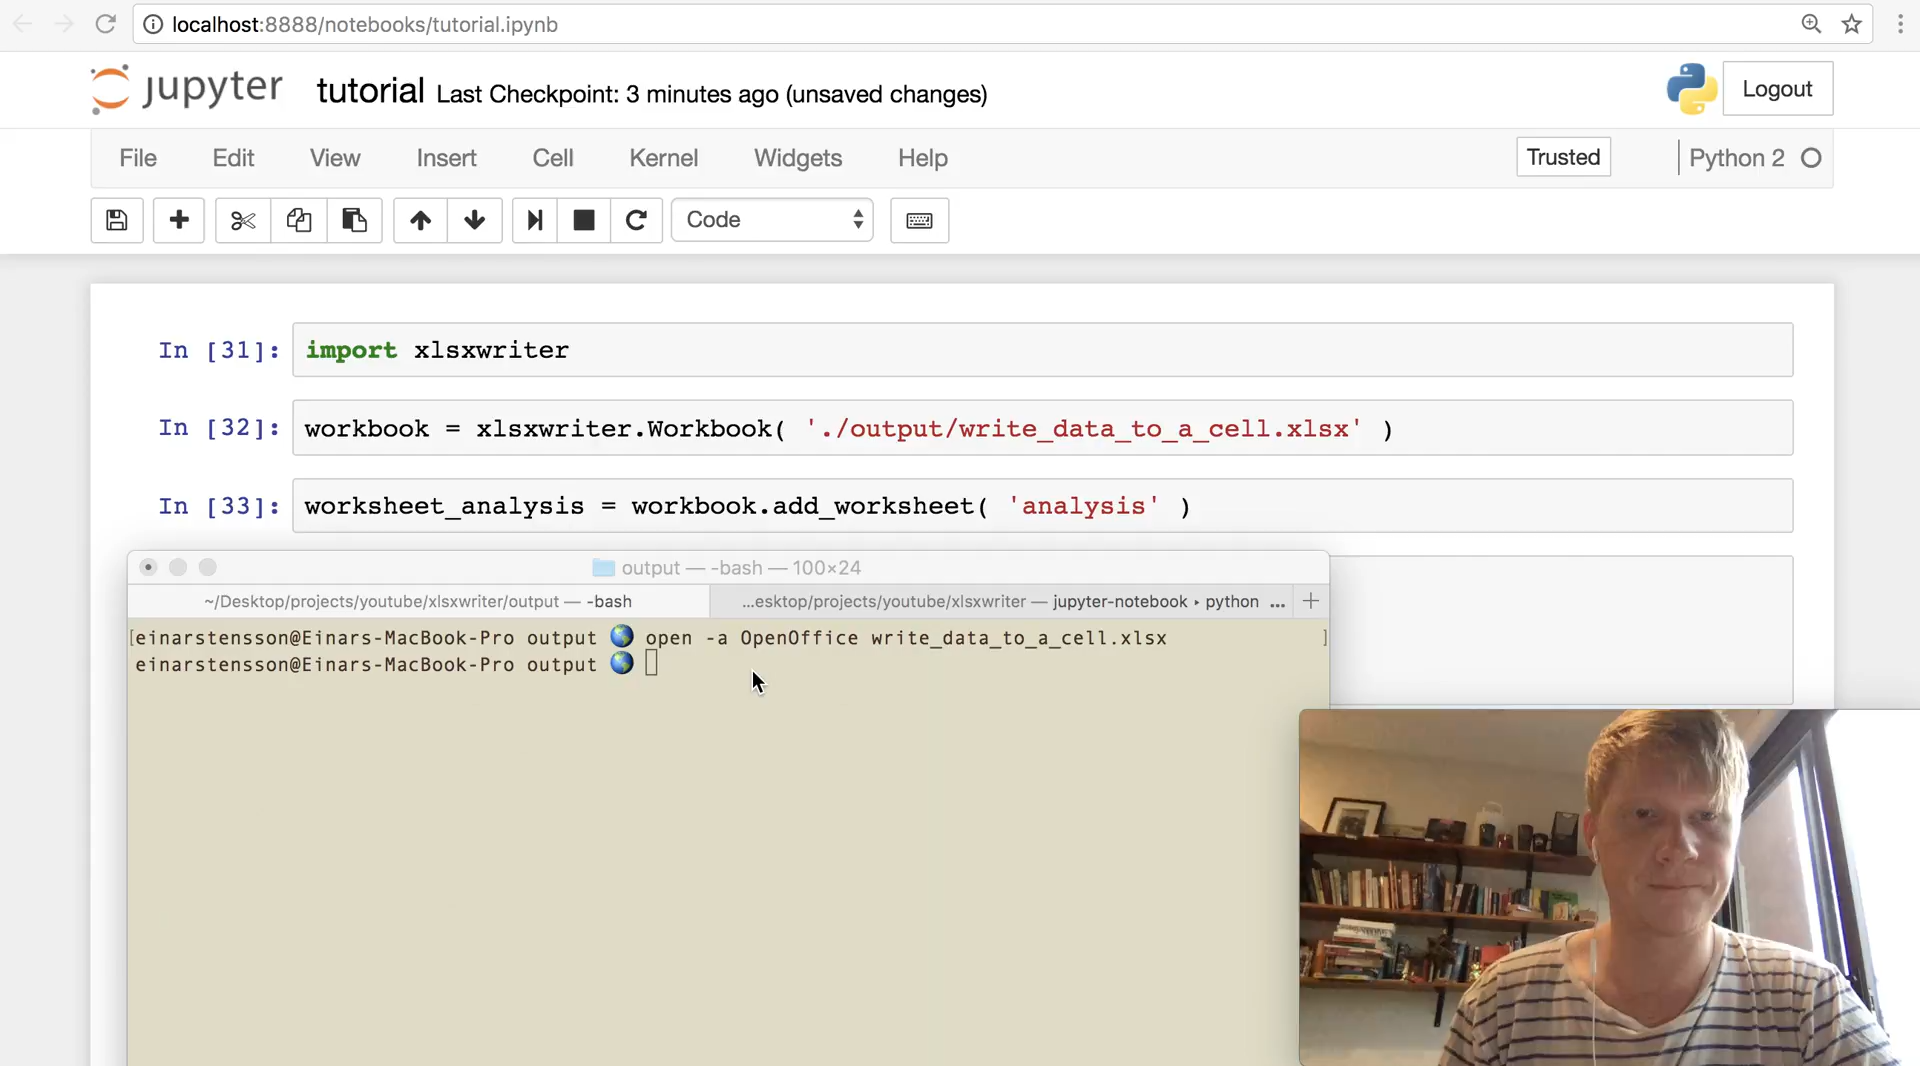 localhost:8888/notebooks/tutorial.ipynb
jupyter tutorial Last Checkpoint: 3 minutes ago (unsaved changes) Logout
File Edit View Insert Cell Kernel Widgets Help Trusted Python 2
Code
In [31]: import xlsxwriter
In [32]: workbook = xlsxwriter.Workbook( './output/write_data_to_a_cell.xlsx' )
In [33]: worksheet_analysis = workbook.add_worksheet( 'analysis' )
output — -bash — 100×24
~/Desktop/projects/youtube/xlsxwriter/output — -bash ...esktop/projects/youtube/xlsxwriter — jupyter-notebook ▸ python ... +
[einarstensson@Einars-MacBook-Pro output 🌎 open -a OpenOffice write_data_to_a_cell.xlsx ]
einarstensson@Einars-MacBook-Pro output 🌎